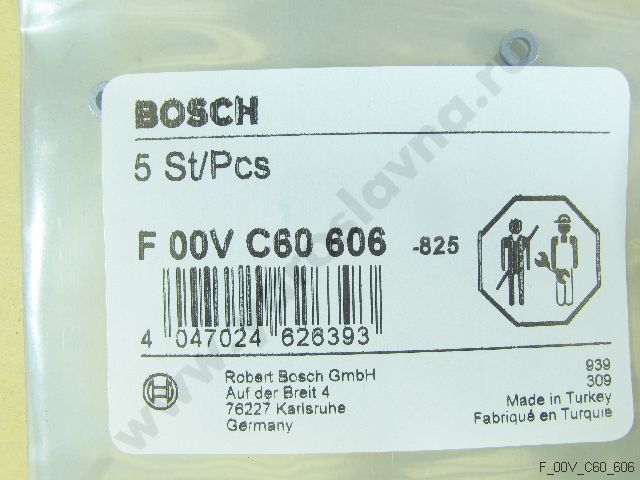 BOSCH
5 St/Pcs
F 00V C60 606 -825
4 047024 626393
Robert Bosch GmbH
Auf der Breit 4
76227 Karlsruhe
Germany
939
309
Made in Turkey
Fabriqué en Turquie
F_00V_C60_606